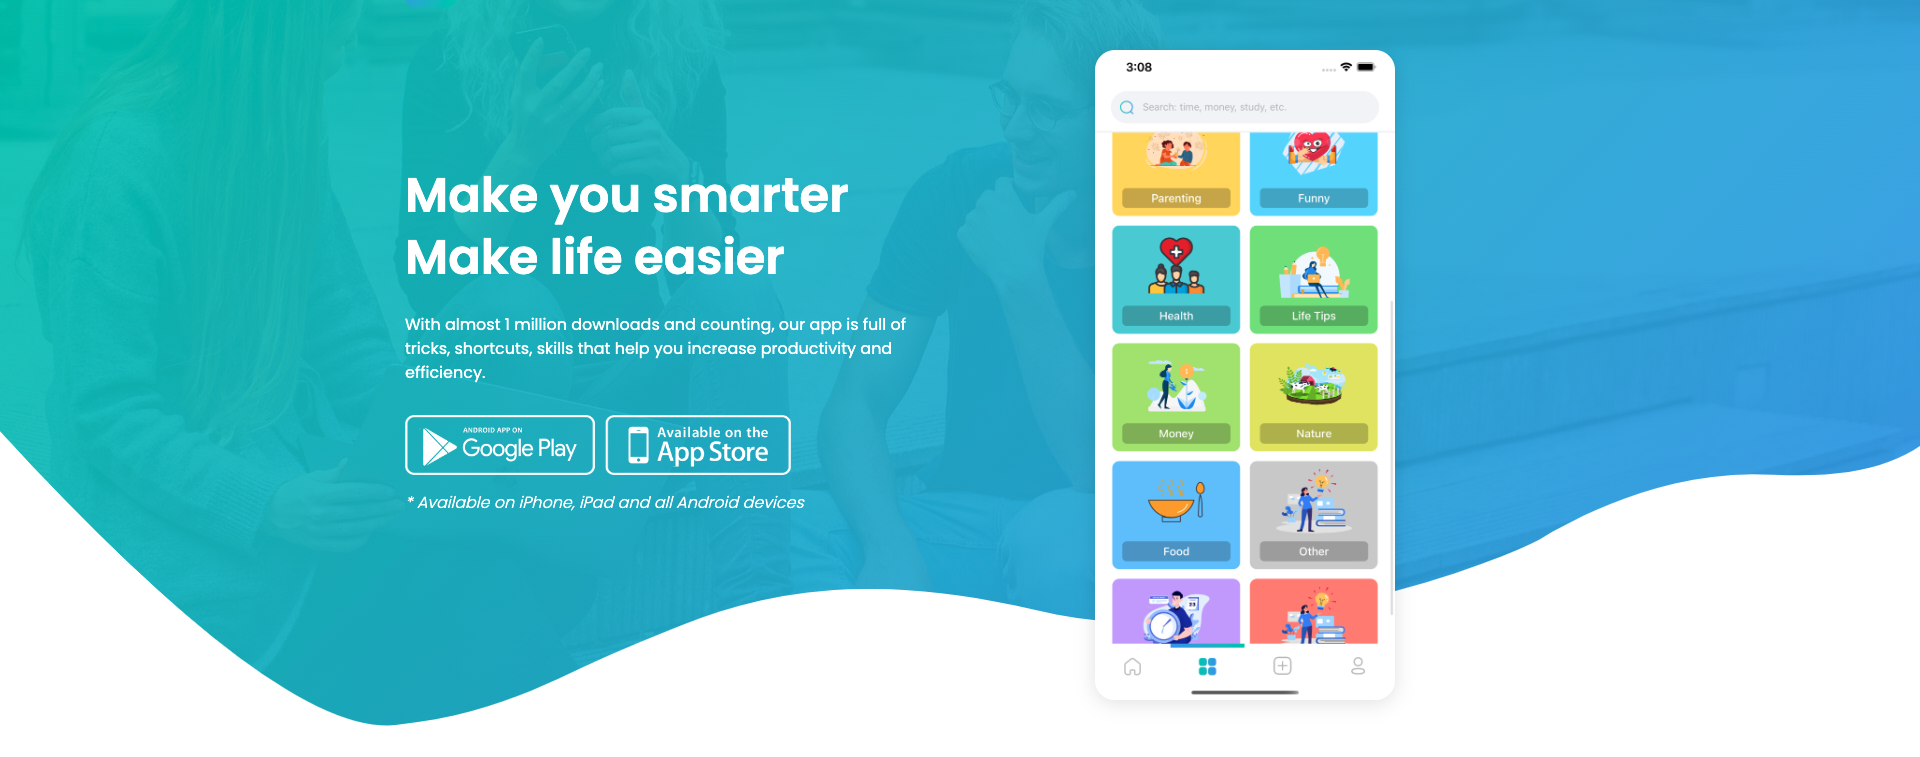 Make you smarter
Make life easier
With almost 1 million downloads and counting, our app is full of
tricks, shortcuts, skills that help you increase productivity and
efficiency.
ANDROID APP ON
Google Play
Available on the
App Store
* Available on iPhone, iPad and all Android devices
3:08
Search: time, money, study, etc.
Parenting
Funny
Health
Life Tips
Money
Nature
Food
Other